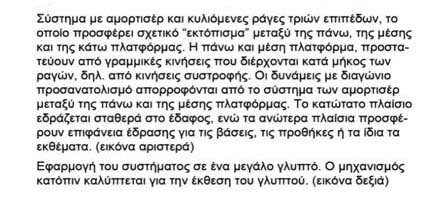 Σύστημα με αμορτισέρ και κυλιόμενες ράγες τριών επιπέδων, το
οποίο προσφέρει σχετικό “εκτόπισμα” μεταξύ της πάνω, της μέσης
και της κάτω πλατφόρμας. Η πάνω και μέση πλατφόρμα, προστα-
τεύουν από γραμμικές κινήσεις που διέρχονται κατά μήκος των
ραγών, δηλ. από κινήσεις συστροφής. Οι δυνάμεις με διαγώνιο
προσανατολισμό απορροφόνται από το σύστημα των αμορτισέρ
μεταξύ της πάνω και της μέσης πλατφόρμας. Το κατώτατο πλαίσιο
εδράζεται σταθερά στο έδαφος, ενώ τα ανώτερα πλαίσια προσφέ-
ρουν επιφάνεια έδρασης για τις βάσεις, τις προθήκες ή τα ίδια τα
εκθέματα. (εικόνα αριστερά)
Εφαρμογή του συστήματος σε ένα μεγάλο γλυπτό. Ο μηχανισμός
κατόπιν καλύπτεται για την έκθεση του γλυπτού. (εικόνα δεξιά)